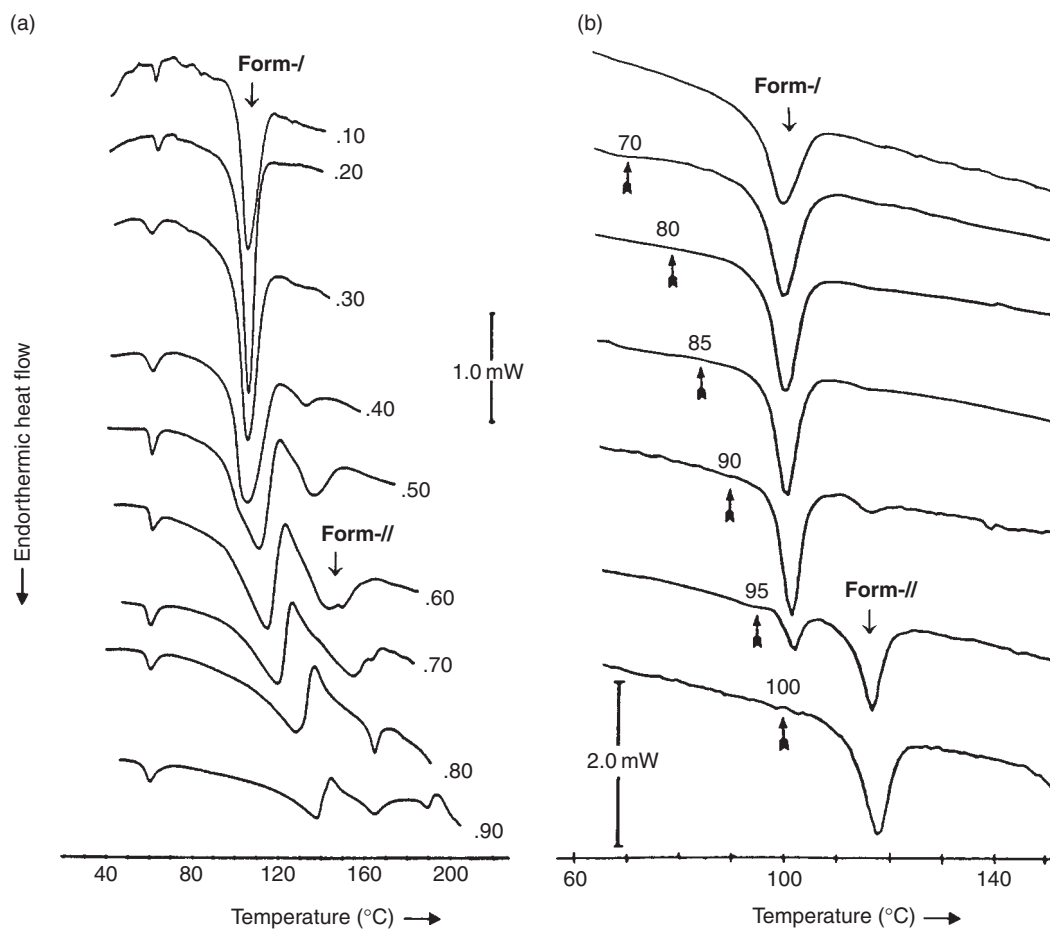 (a)
Form-I
.10
.20
.30
1.0 mW
.40
.50
Form-II
.60
.70
.80
.90
Endorthermic heat flow
40 80 120 160 200
Temperature (°C)
(b)
Form-I
70
80
85
90
95
Form-II
100
2.0 mW
60 100 140
Temperature (°C)